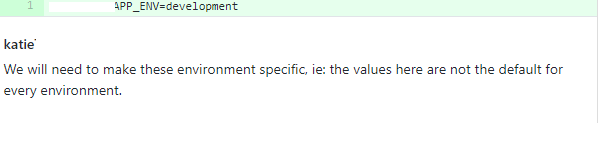 1 APP_ENV=development
katie
We will need to make these environment specific, ie: the values here are not the default for
every environment.